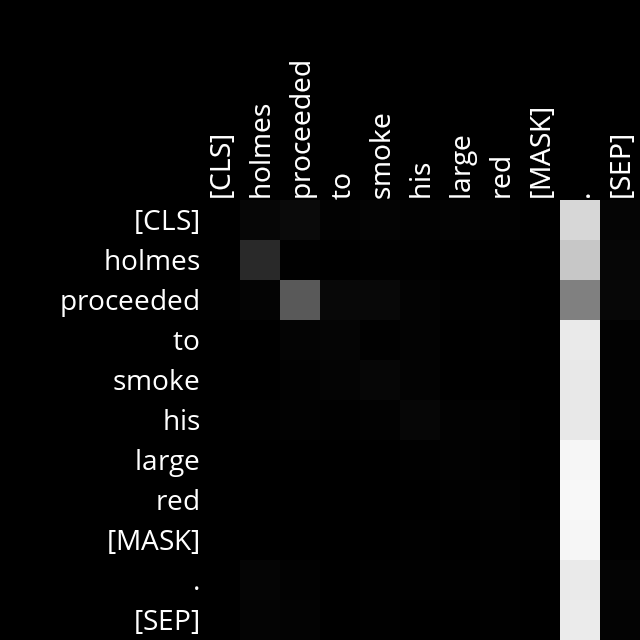 [CLS] holmes proceeded to smoke his large red [MASK] . [SEP]
[CLS]
holmes
proceeded
to
smoke
his
large
red
[MASK]
.
[SEP]